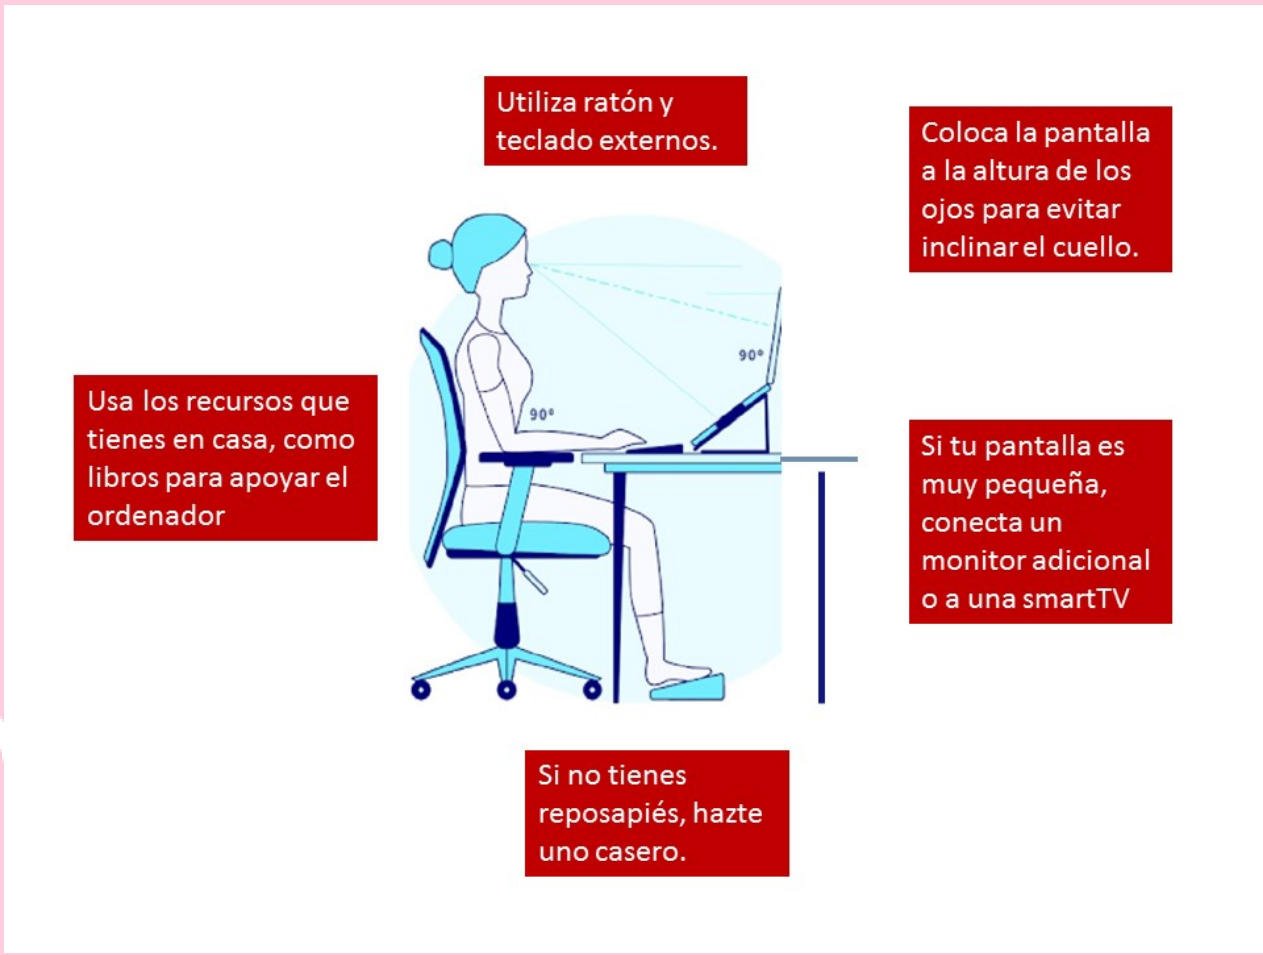 Utiliza ratón y
teclado externos.
Coloca la pantalla
a la altura de los
ojos para evitar
inclinar el cuello.
90º
90º
Usa los recursos que
tienes en casa, como
libros para apoyar el
ordenador
Si tu pantalla es
muy pequeña,
conecta un
monitor adicional
o a una smartTV
Si no tienes
reposapiés, hazte
uno casero.